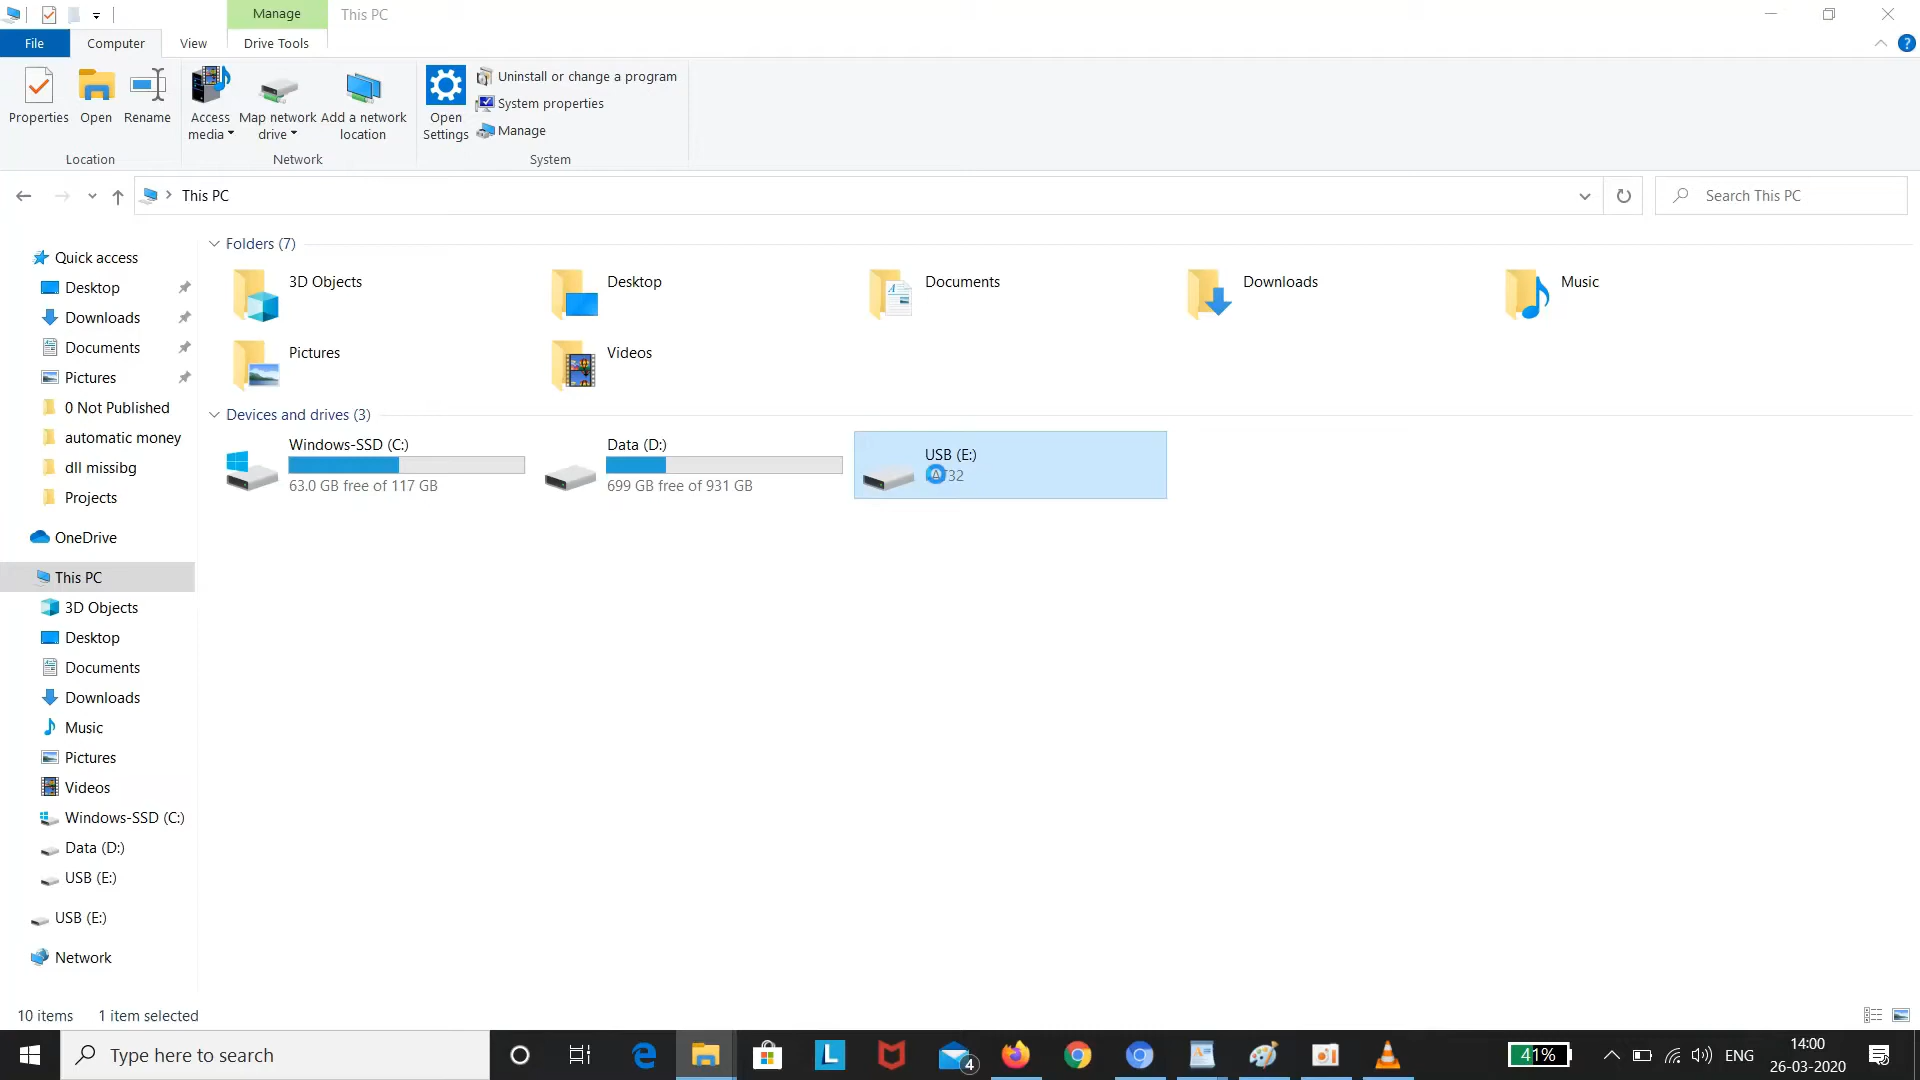 Manage
This PC
File
Computer
View
Drive Tools
Properties
Open
Rename
Access media
Map network drive
Add a network location
Open Settings
Uninstall or change a program
System properties
Manage
Location
Network
System
This PC
Search This PC
Quick access
Desktop
Downloads
Documents
Pictures
0 Not Published
automatic money
dll missibg
Projects
OneDrive
This PC
3D Objects
Desktop
Documents
Downloads
Music
Pictures
Videos
Windows-SSD (C:)
Data (D:)
USB (E:)
USB (E:)
Network
Folders (7)
3D Objects
Desktop
Documents
Downloads
Music
Pictures
Videos
Devices and drives (3)
Windows-SSD (C:)
63.0 GB free of 117 GB
Data (D:)
699 GB free of 931 GB
USB (E:)
10 items
1 item selected
Type here to search
4
41%
ENG
14:00
26-03-2020